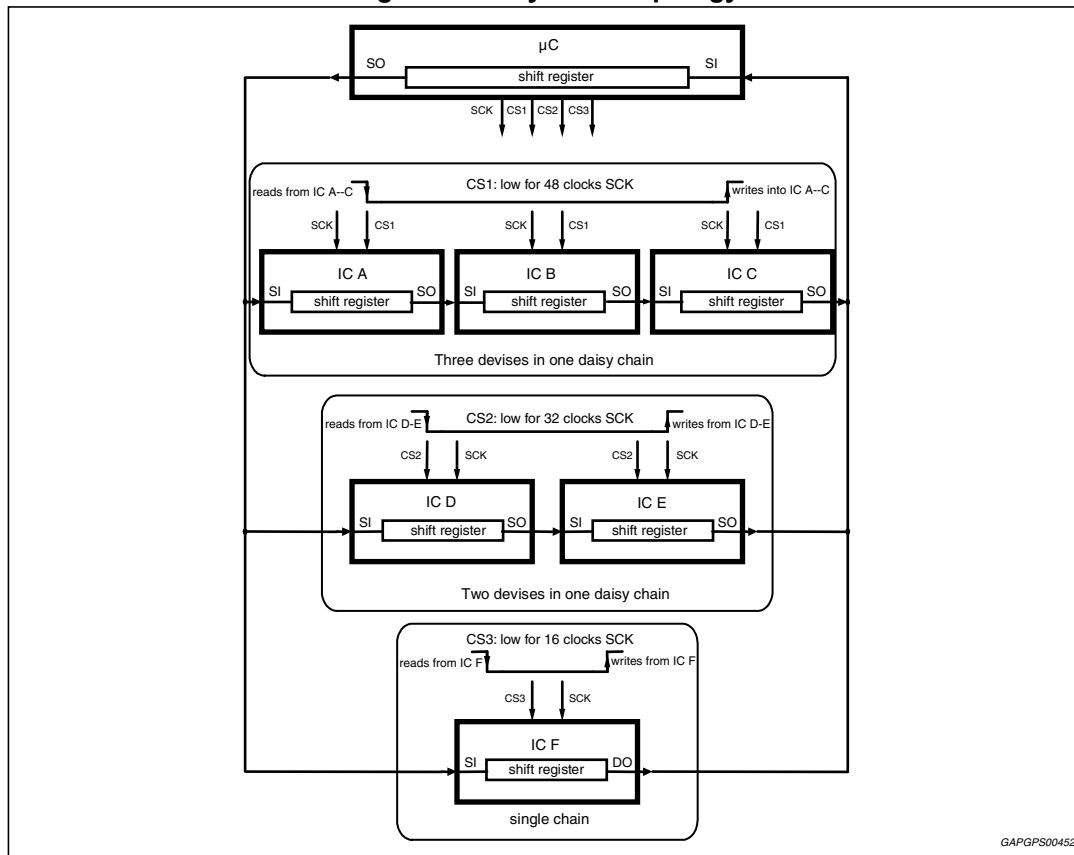 µC
SO
shift register
SI
SCK
CS1
CS2
CS3
reads from IC A--C
CS1: low for 48 clocks SCK
writes into IC A--C
SCK
CS1
SCK
CS1
SCK
CS1
IC A
SI
shift register
SO
IC B
SI
shift register
SO
IC C
SI
shift register
SO
Three devises in one daisy chain
reads from IC D-E
CS2: low for 32 clocks SCK
writes from IC D-E
CS2
SCK
CS2
SCK
IC D
SI
shift register
SO
IC E
SI
shift register
SO
Two devises in one daisy chain
CS3: low for 16 clocks SCK
reads from IC F
writes from IC F
CS3
SCK
IC F
SI
shift register
DO
single chain
GAPGPS00452